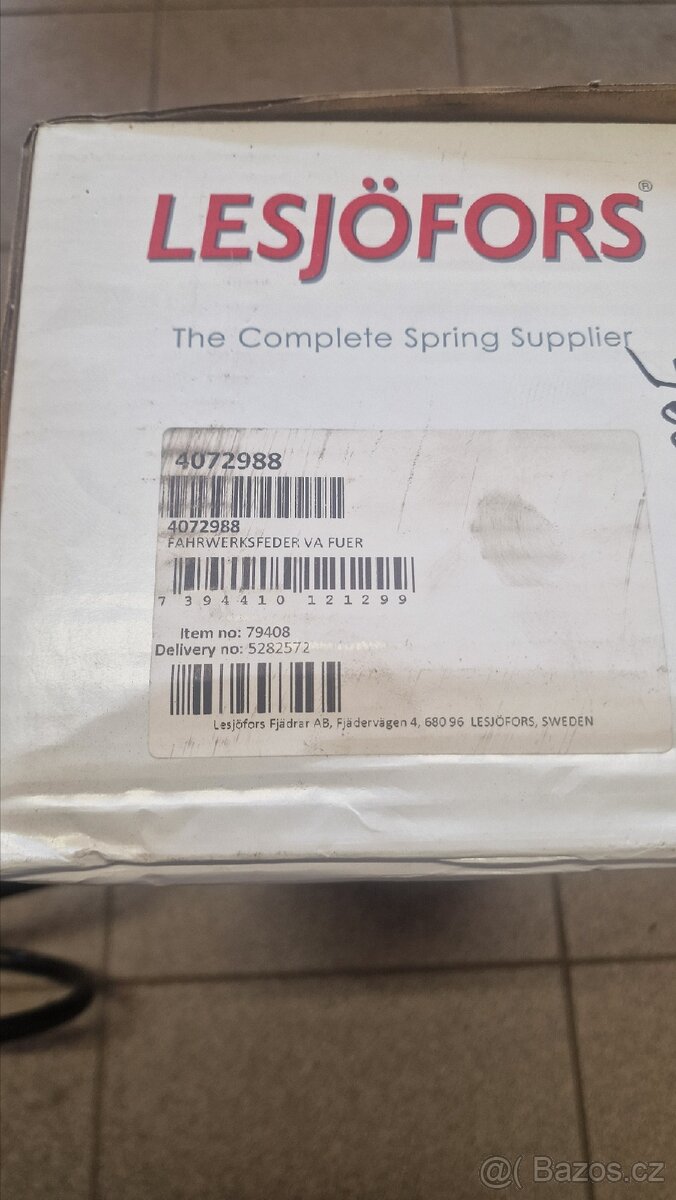 LESJÖFORS®
The Complete Spring Supplier
4072988
4072988
FAHRWERKSFEDER VA FUER
7 394410 121299
Item no: 79408
Delivery no: 5282572
Lesjöfors Fjädrar AB, Fjädervägen 4, 680 96 LESJÖFORS, SWEDEN
@( Bazos.cz